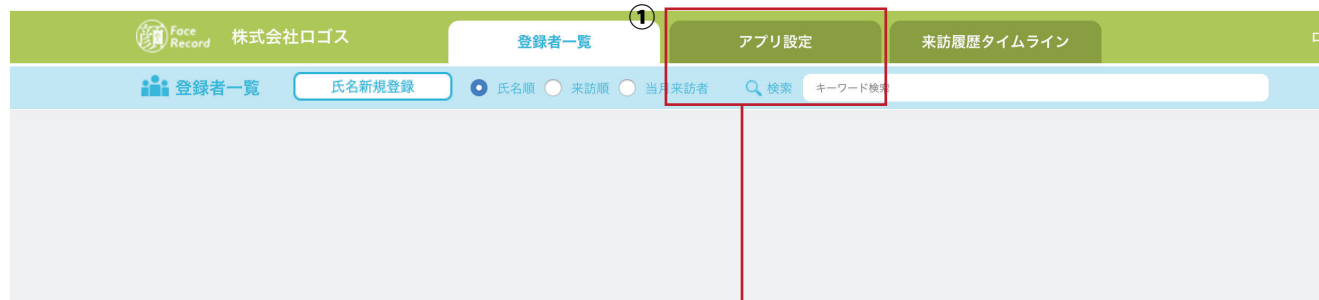 ①
顔 Face Record 株式会社ロゴス 登録者一覧 アプリ設定 来訪履歴タイムライン ロ
登録者一覧 氏名新規登録 氏名順 来訪順 当月来訪者 検索 キーワード検索